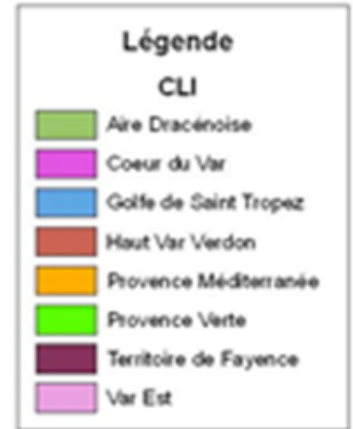 Légende
CLI
Aire Dracénoise
Coeur du Var
Golfe de Saint Tropez
Haut Var Verdon
Provence Méditerranée
Provence Verte
Territoire de Fayence
Var Est